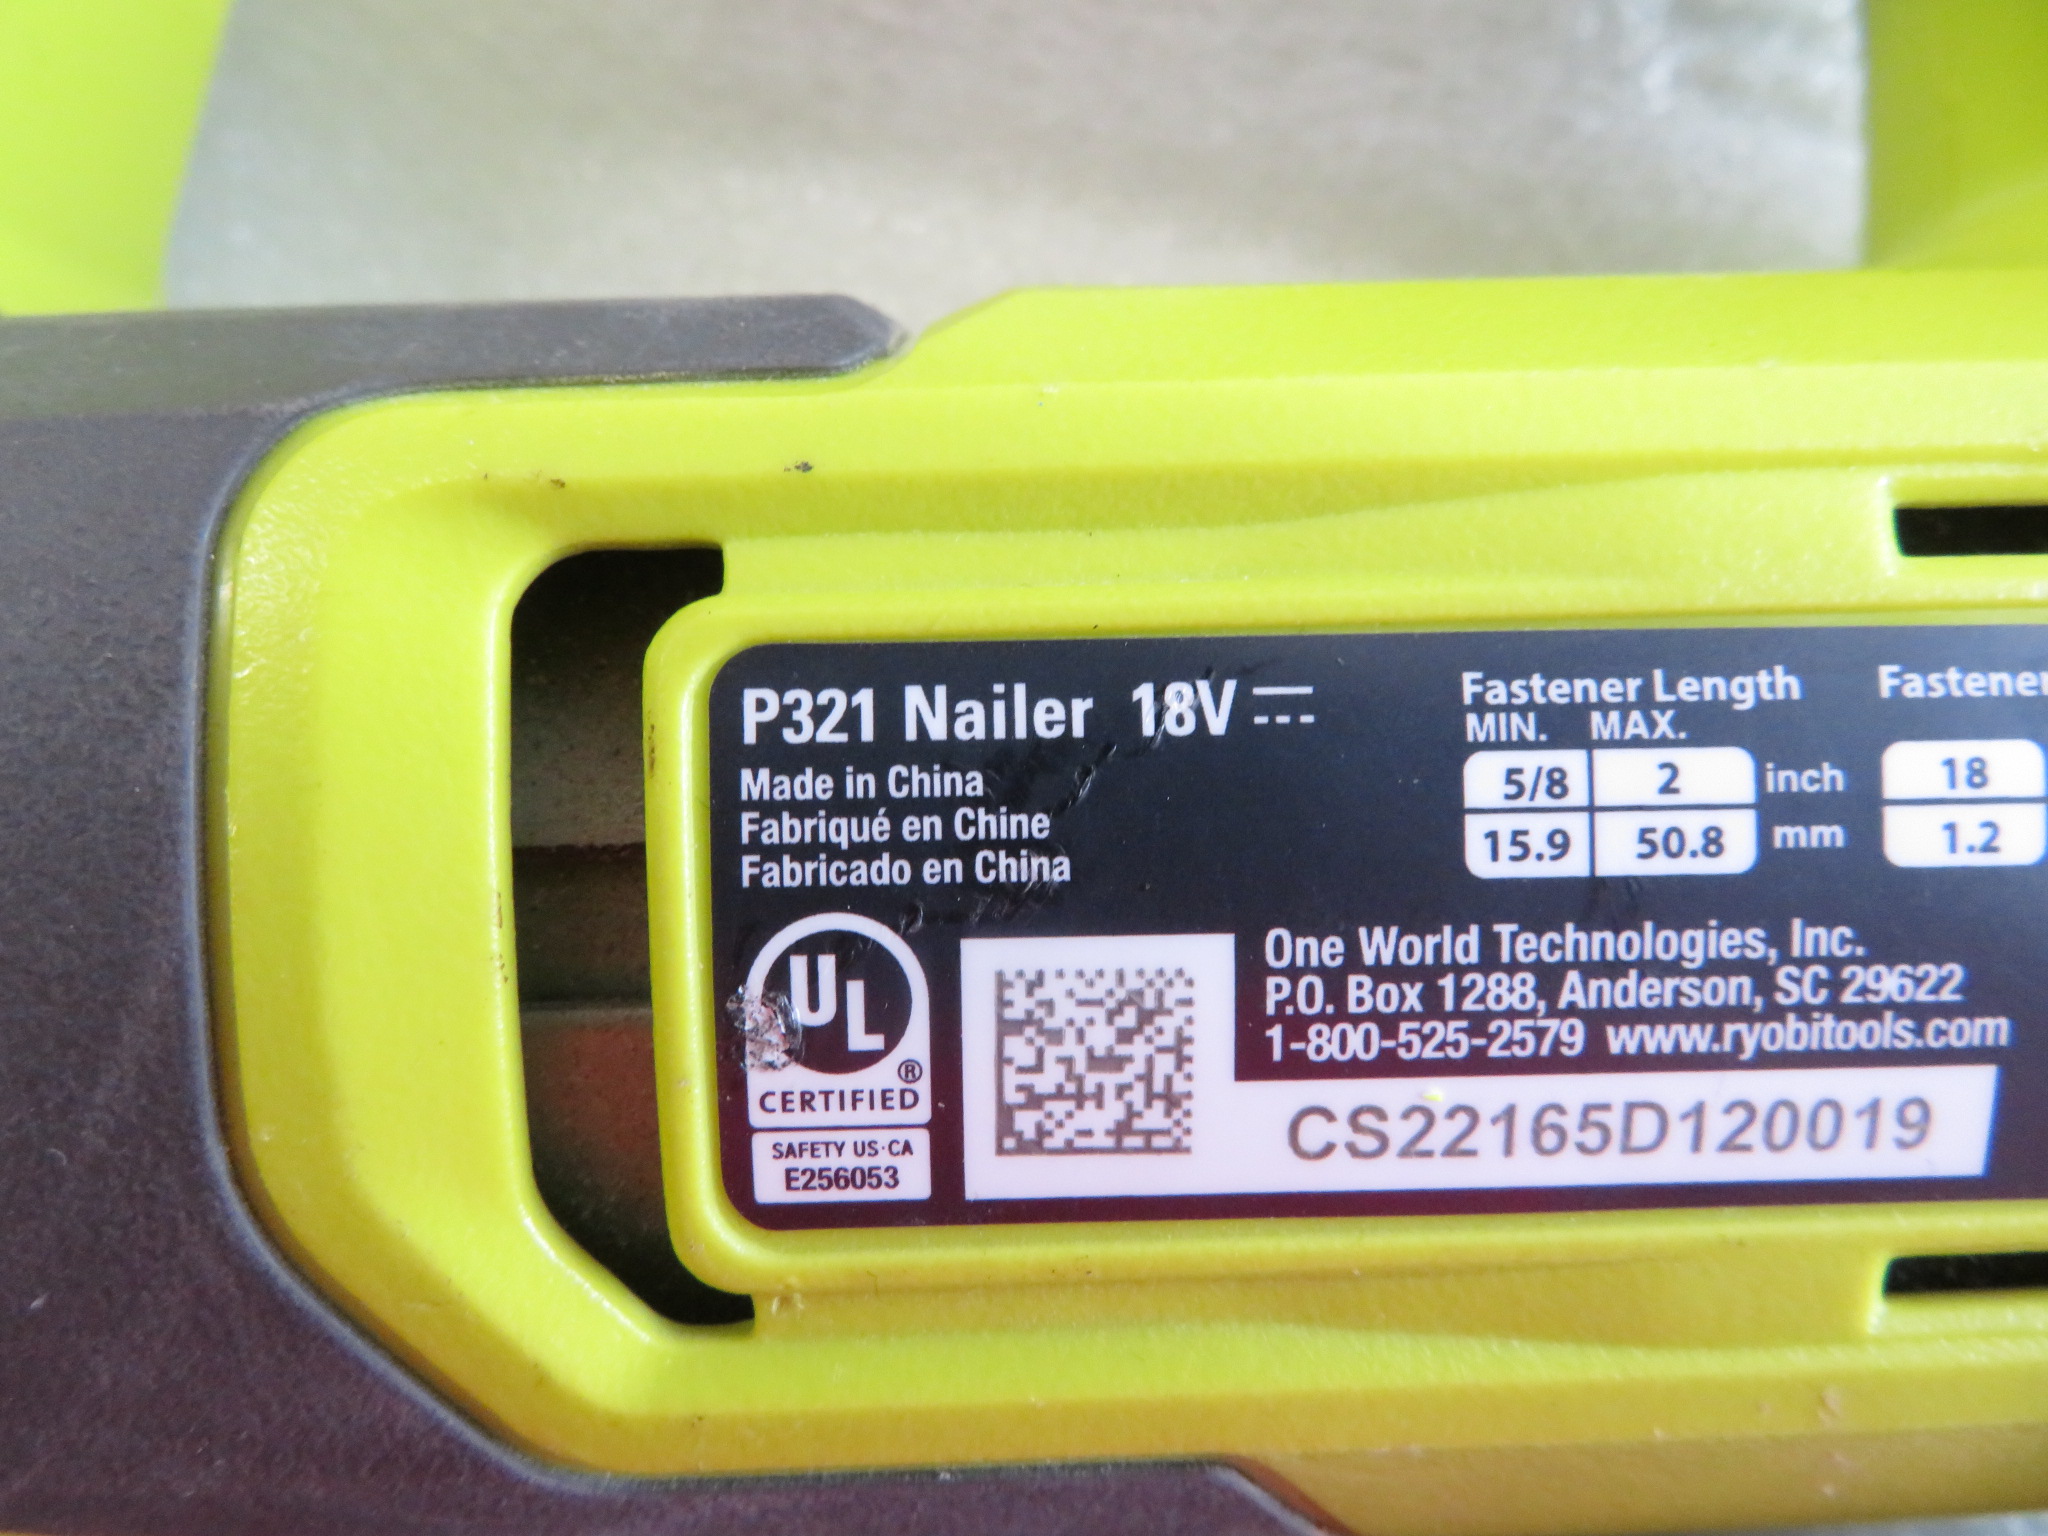 P321 Nailer 18V
Made in China
Fabriqué en Chine
Fabricado en China
Fastener Length
MIN. MAX.
5/8 2 inch
15.9 50.8 mm
Fastener
18
1.2
UL
®
CERTIFIED
SAFETY US·CA
E256053
One World Technologies, Inc.
P.O. Box 1288, Anderson, SC 29622
1-800-525-2579 www.ryobitools.com
CS22165D120019